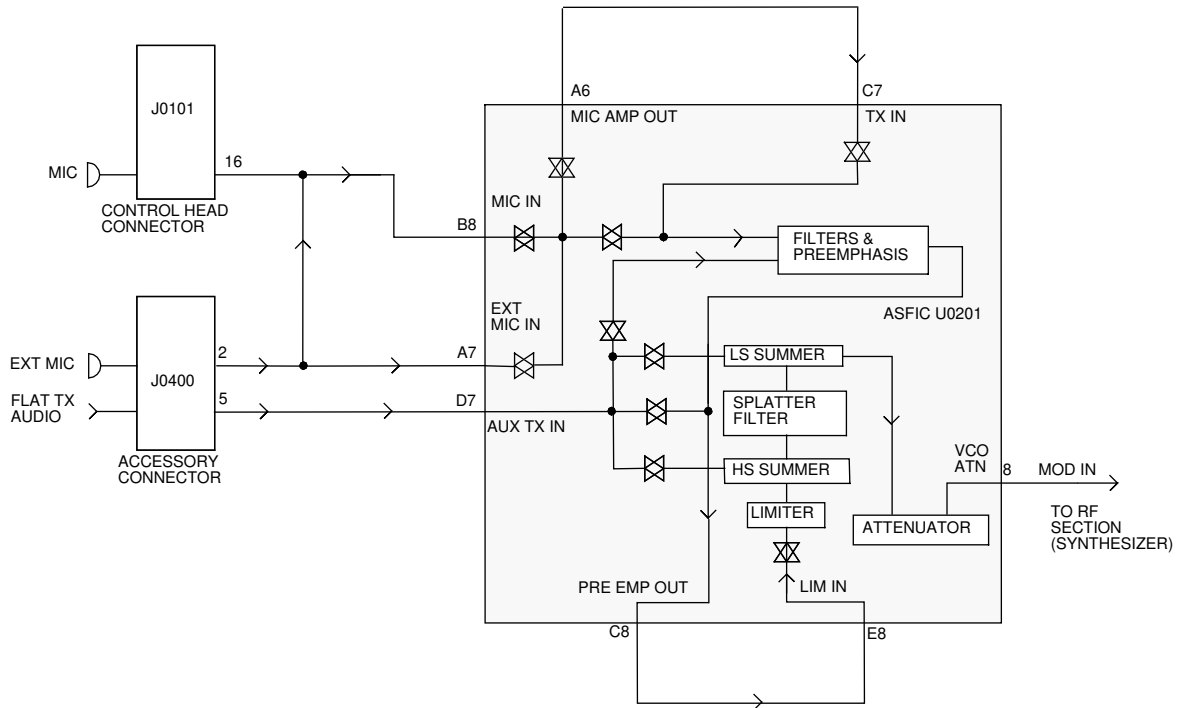 A6
C7
MIC AMP OUT
TX IN
J0101
MIC
16
CONTROL HEAD
CONNECTOR
MIC IN
B8
FILTERS &
PREEMPHASIS
EXT
MIC IN
ASFIC U0201
EXT MIC
2
A7
LS SUMMER
J0400
FLAT TX
AUDIO
5
D7
AUX TX IN
SPLATTER
FILTER
ACCESSORY
CONNECTOR
HS SUMMER
VCO
ATN
8
MOD IN
LIMITER
ATTENUATOR
TO RF
SECTION
(SYNTHESIZER)
PRE EMP OUT
LIM IN
C8
E8